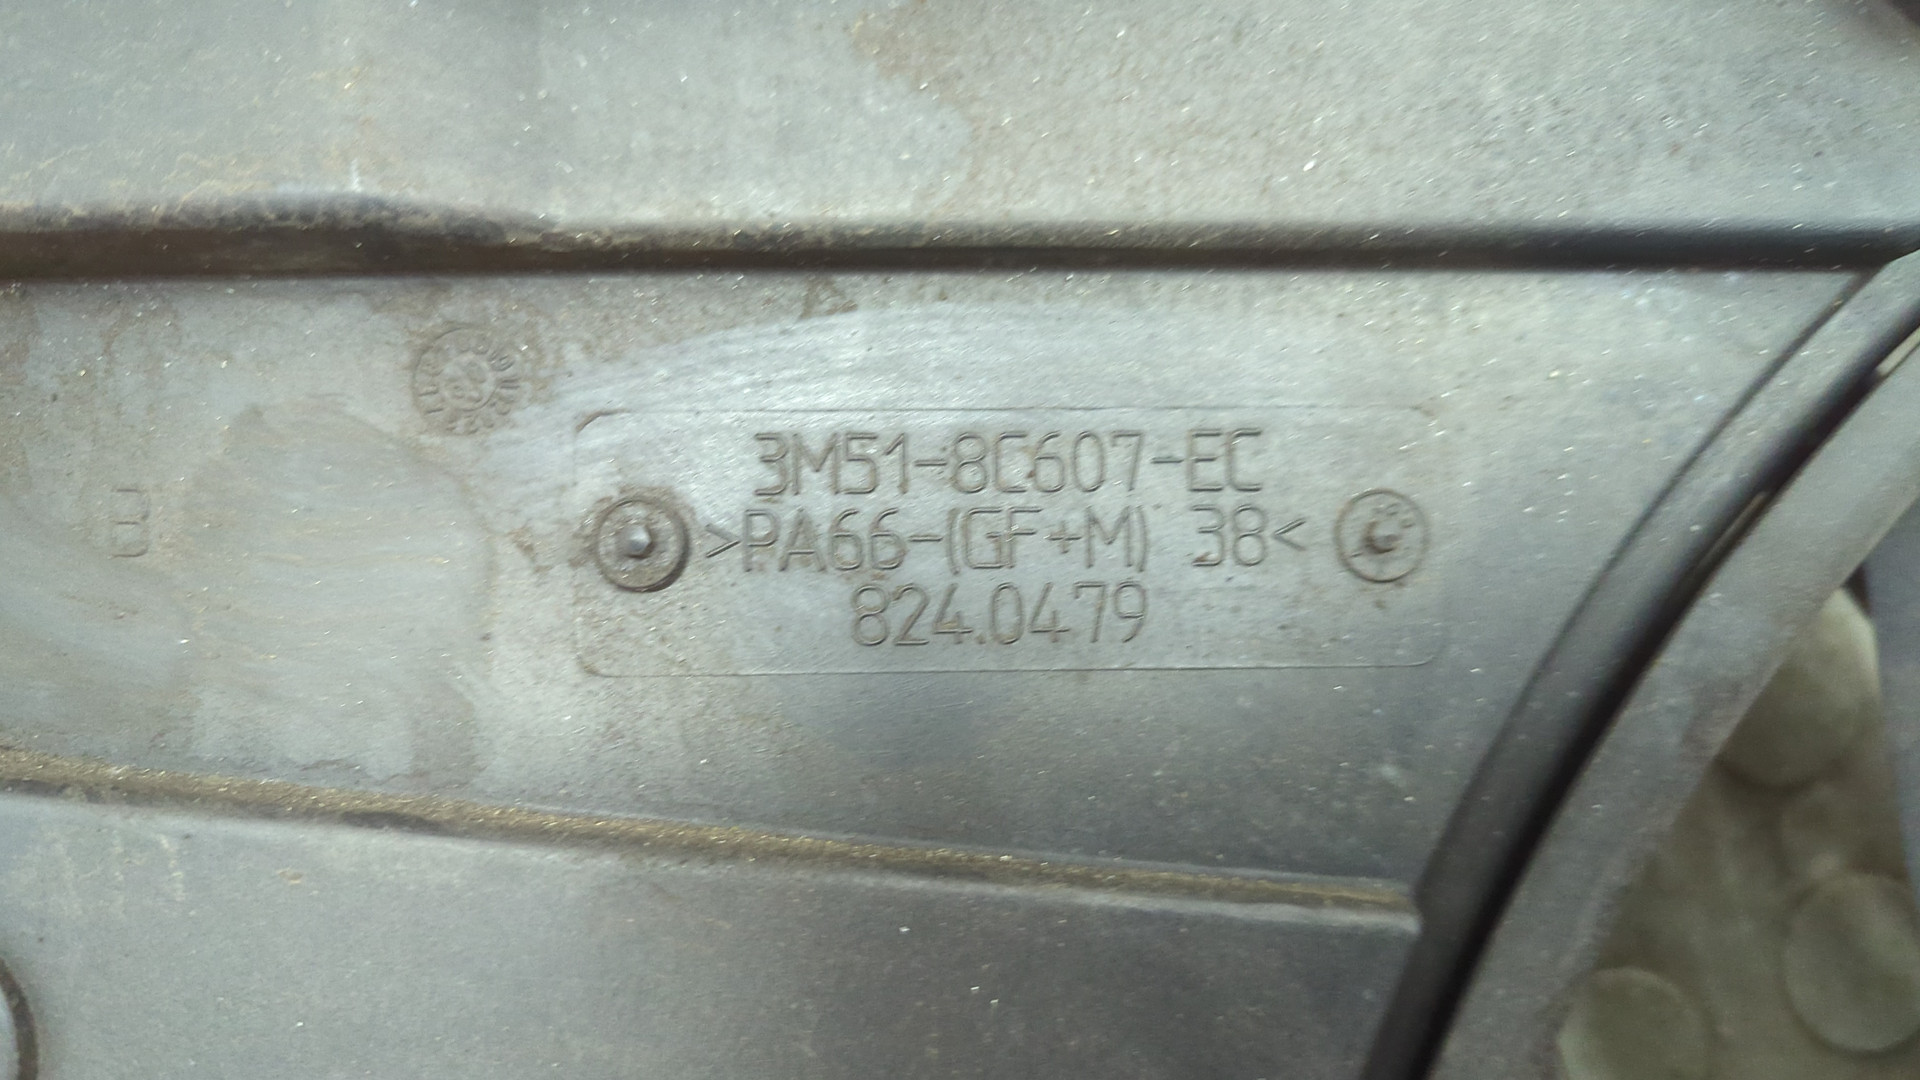 3M51-8C607-EC
>PA66-(GF+M) 38<
824.0479
B